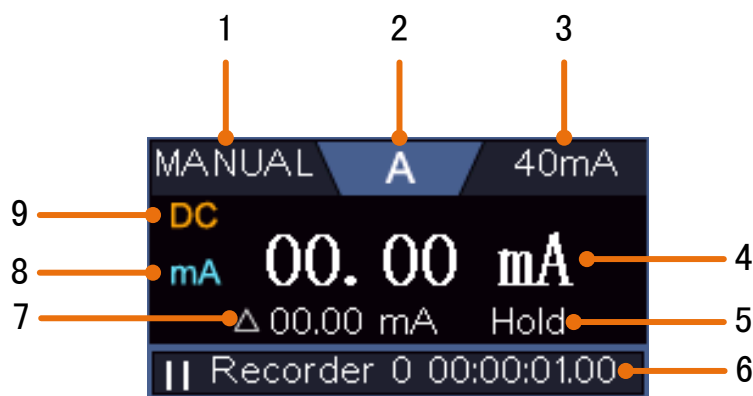 1 2 3
MANUAL A 40mA
9 DC
8 mA 00.00 mA 4
7 △ 00.00 mA Hold 5
|| Recorder 0 00:00:01.00 6